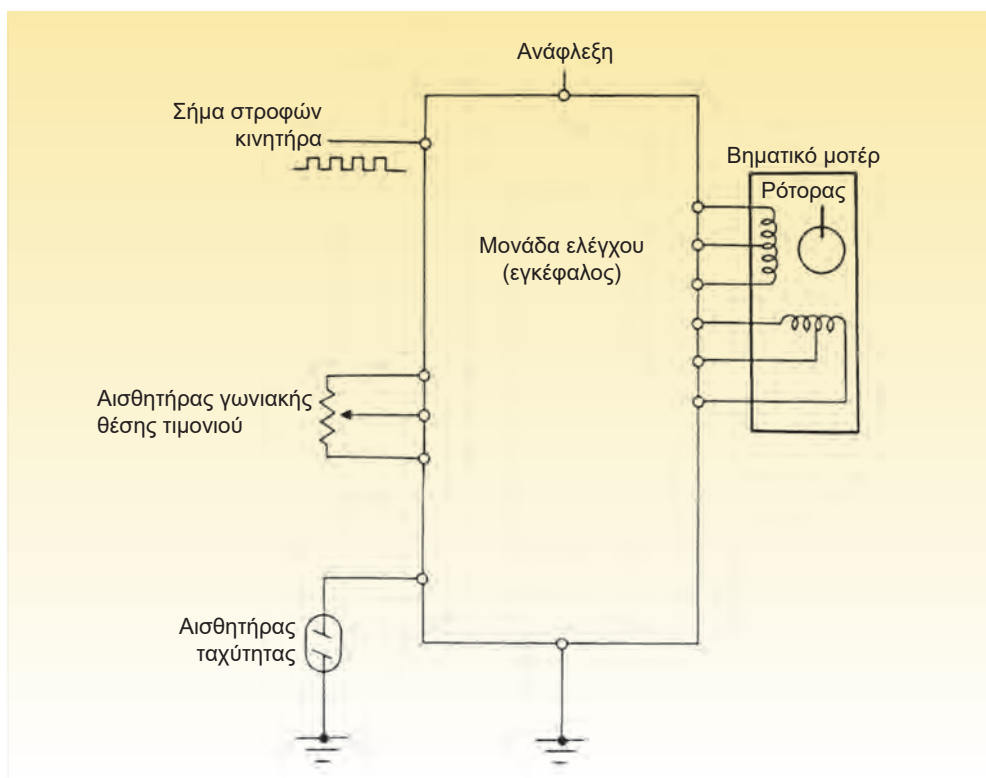 Ανάφλεξη
Σήμα στροφών
κινητήρα
Βηματικό μοτέρ
Ρότορας
Μονάδα ελέγχου
(εγκέφαλος)
Αισθητήρας γωνιακής
θέσης τιμονιού
Αισθητήρας
ταχύτητας